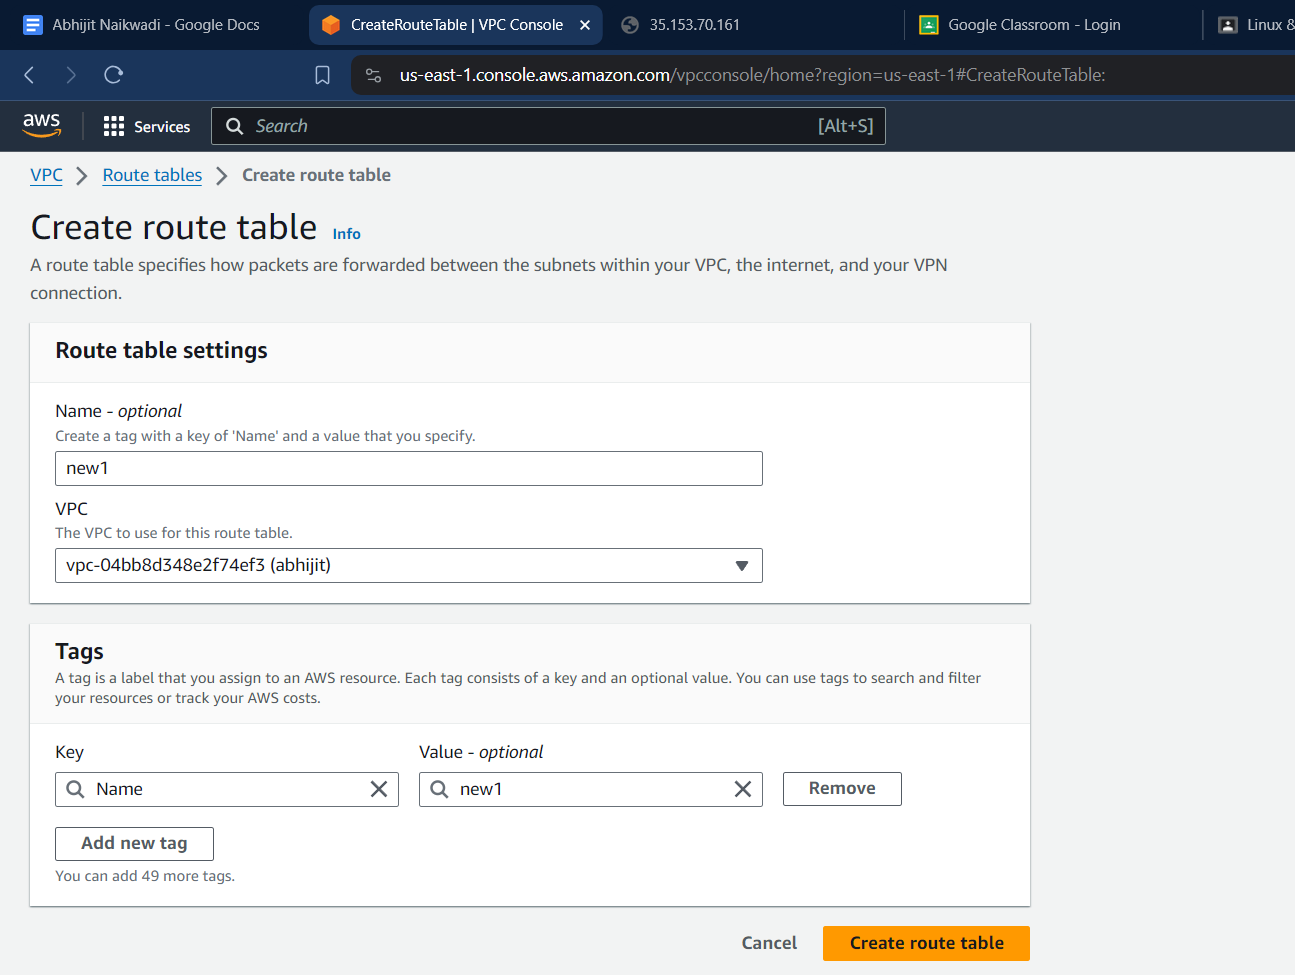 Abhijit Naikwadi - Google Docs
CreateRouteTable | VPC Console
35.153.70.161
Google Classroom - Login
Linux &
us-east-1.console.aws.amazon.com/vpcconsole/home?region=us-east-1#CreateRouteTable:
aws
Services
Search
[Alt+S]
VPC
Route tables
Create route table
Create route table
Info
A route table specifies how packets are forwarded between the subnets within your VPC, the internet, and your VPN
connection.
Route table settings
Name - optional
Create a tag with a key of 'Name' and a value that you specify.
new1
VPC
The VPC to use for this route table.
vpc-04bb8d348e2f74ef3 (abhijit)
Tags
A tag is a label that you assign to an AWS resource. Each tag consists of a key and an optional value. You can use tags to search and filter
your resources or track your AWS costs.
Key
Value - optional
Name
new1
Remove
Add new tag
You can add 49 more tags.
Cancel
Create route table